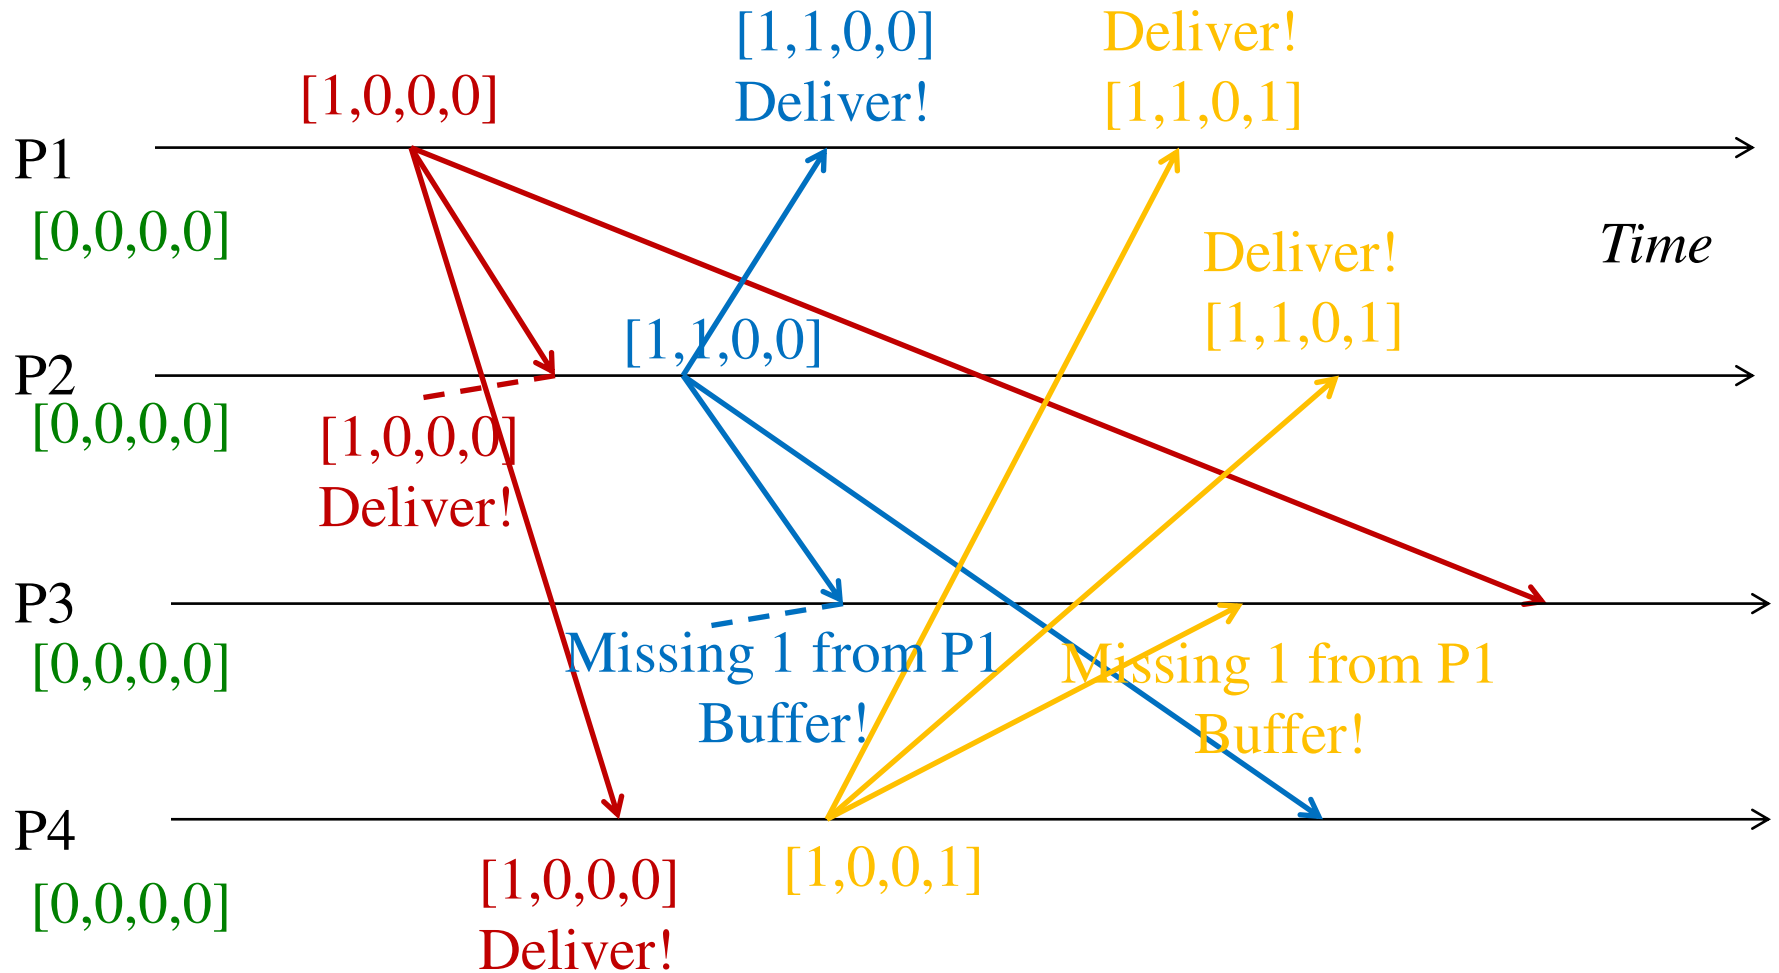 [1,1,0,0]
Deliver!
Deliver!
[1,1,0,1]
[1,0,0,0]
P1
[0,0,0,0]
Time
Deliver!
[1,1,0,1]
[1,1,0,0]
P2
[0,0,0,0]
[1,0,0,0]
Deliver!
P3
[0,0,0,0]
Missing 1 from P1
Buffer!
Missing 1 from P1
Buffer!
P4
[0,0,0,0]
[1,0,0,0]
Deliver!
[1,0,0,1]